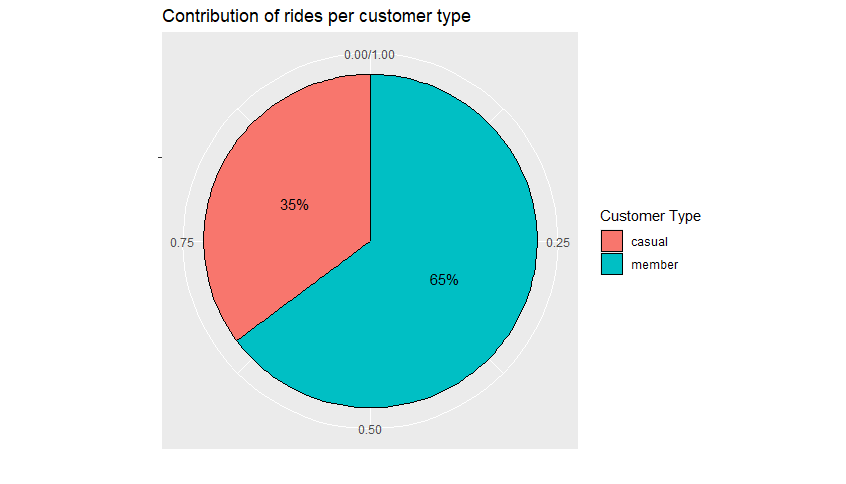 Contribution of rides per customer type
0.00/1.00
35%
0.75
0.25
65%
0.50
Customer Type
casual
member